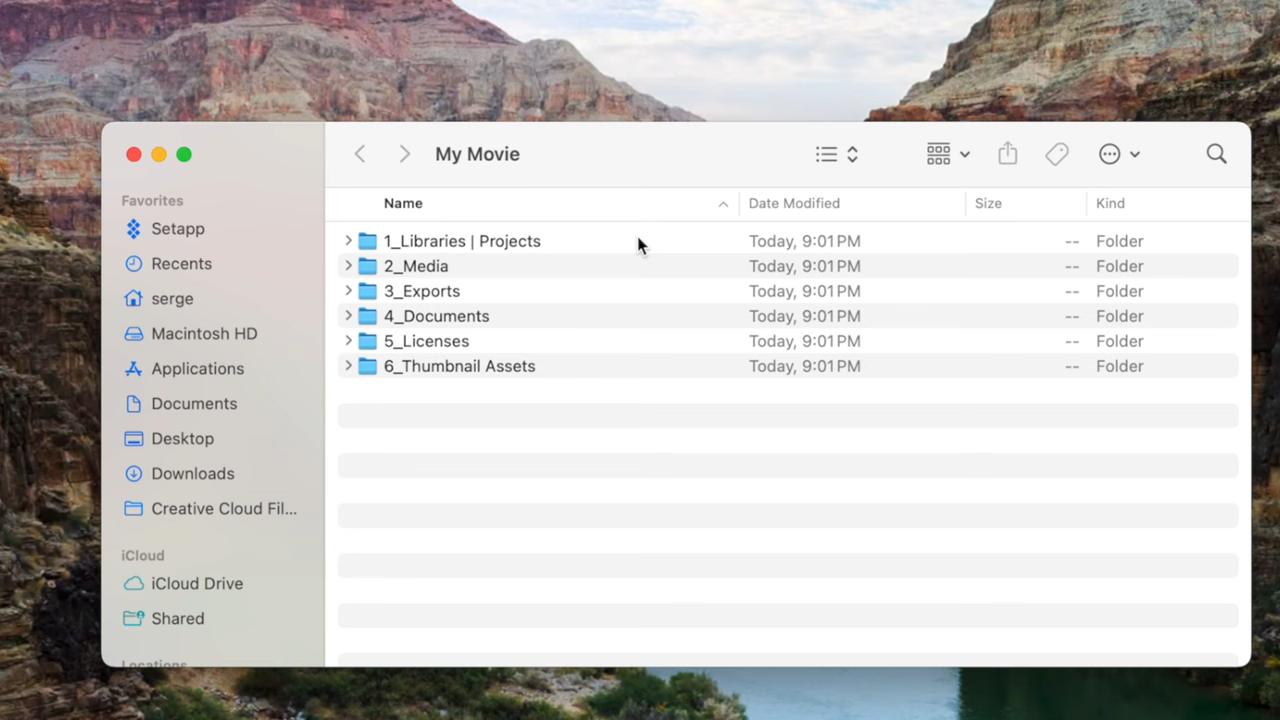 My Movie
Favorites
Setapp
Recents
serge
Macintosh HD
Applications
Documents
Desktop
Downloads
Creative Cloud Fil...
iCloud
iCloud Drive
Shared
Locations
Name Date Modified Size Kind
1_Libraries | Projects Today, 9:01 PM -- Folder
2_Media Today, 9:01 PM -- Folder
3_Exports Today, 9:01 PM -- Folder
4_Documents Today, 9:01 PM -- Folder
5_Licenses Today, 9:01 PM -- Folder
6_Thumbnail Assets Today, 9:01 PM -- Folder